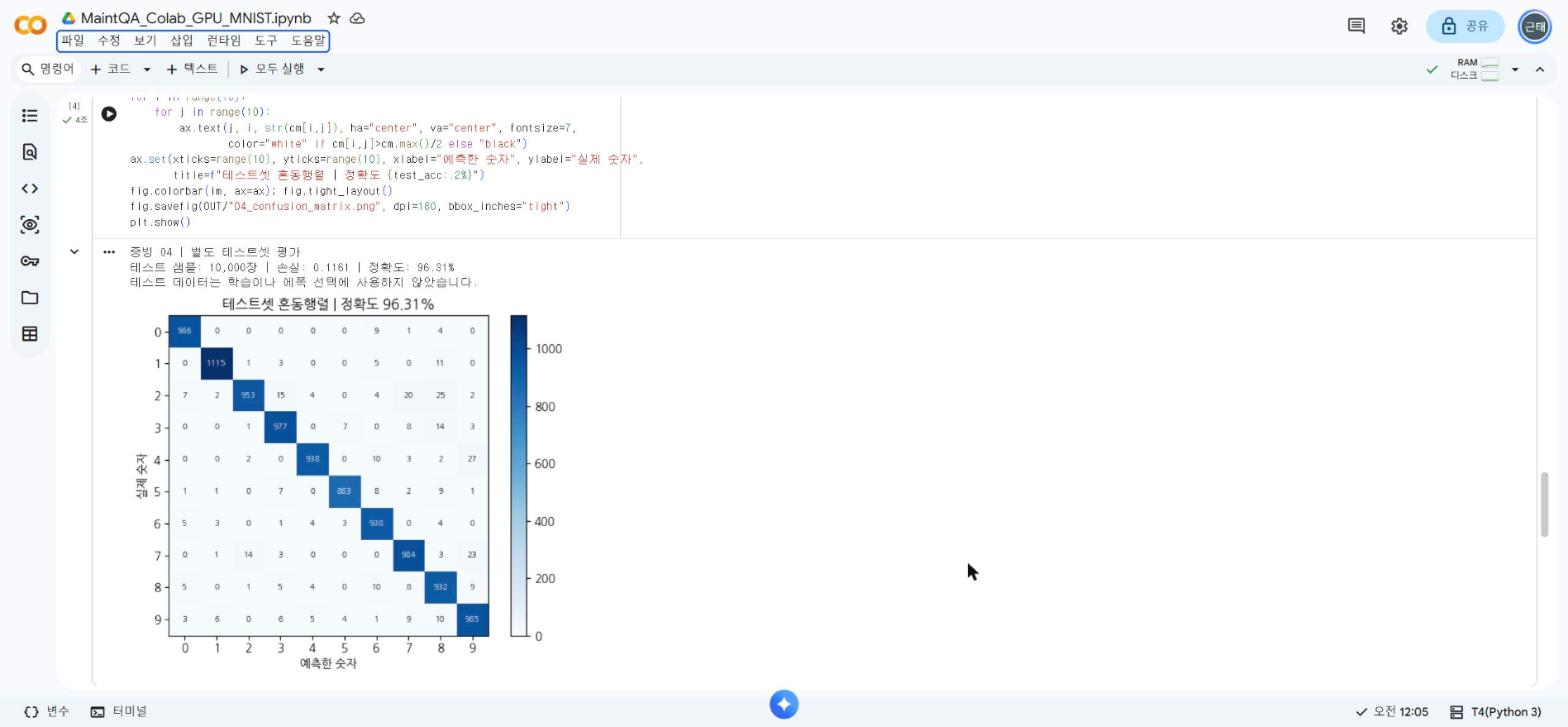 MaintQA_Colab_GPU_MNIST.ipynb
파일 수정 보기 삽입 런타임 도구 도움말
공유
근태
명령어 + 코드 + 텍스트 모두 실행
RAM
디스크
[4]
4초
for i in range(10):
for j in range(10):
ax.text(j, i, str(cm[i,j]), ha="center", va="center", fontsize=7,
color="white" if cm[i,j]>cm.max()/2 else "black")
ax.set(xticks=range(10), yticks=range(10), xlabel="예측한 숫자", ylabel="실제 숫자",
title=f"테스트셋 혼동행렬 | 정확도 {test_acc:.2%}")
fig.colorbar(im, ax=ax); fig.tight_layout()
fig.savefig(OUT/"04_confusion_matrix.png", dpi=180, bbox_inches="tight")
plt.show()
증빙 04 | 별도 테스트셋 평가
테스트 샘플: 10,000장 | 손실: 0.1161 | 정확도: 96.31%
테스트 데이터는 학습이나 에폭 선택에 사용하지 않았습니다.
테스트셋 혼동행렬 | 정확도 96.31%
0 966 0 0 0 0 0 9 1 4 0
1 0 1115 1 3 0 0 5 0 11 0
2 7 2 953 15 4 0 4 20 25 2
3 0 0 1 977 0 7 0 8 14 3
4 0 0 2 0 938 0 10 3 2 27
5 1 1 0 7 0 863 8 2 9 1
6 5 3 0 1 4 3 938 0 4 0
7 0 1 14 3 0 0 0 984 3 23
8 5 0 1 5 4 0 10 8 932 9
9 3 6 0 6 5 4 1 9 10 965
0 1 2 3 4 5 6 7 8 9
실제 숫자
예측한 숫자
1000
800
600
400
200
0
변수 터미널
오전 12:05 T4(Python 3)